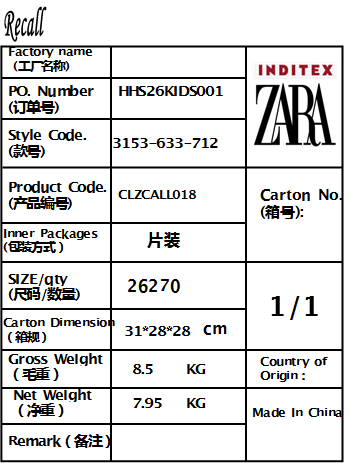 Recall
Factory name
(工厂名称)
INDITEX
ZARA
PO. Number
(订单号)
HHS26KIDS001
Style Code.
(款号)
3153-633-712
Product Code.
(产品编号)
CLZCALL018
Carton No.
(箱号):
Inner Packages
(包装方式)
片装
SIZE/qty
(尺码/数量)
26270
1/1
Carton Dimension
(箱规)
31*28*28 cm
Gross Weight
(毛重)
8.5 KG
Country of
Origin:
Net Weight
(净重)
7.95 KG
Made In China
Remark(备注)